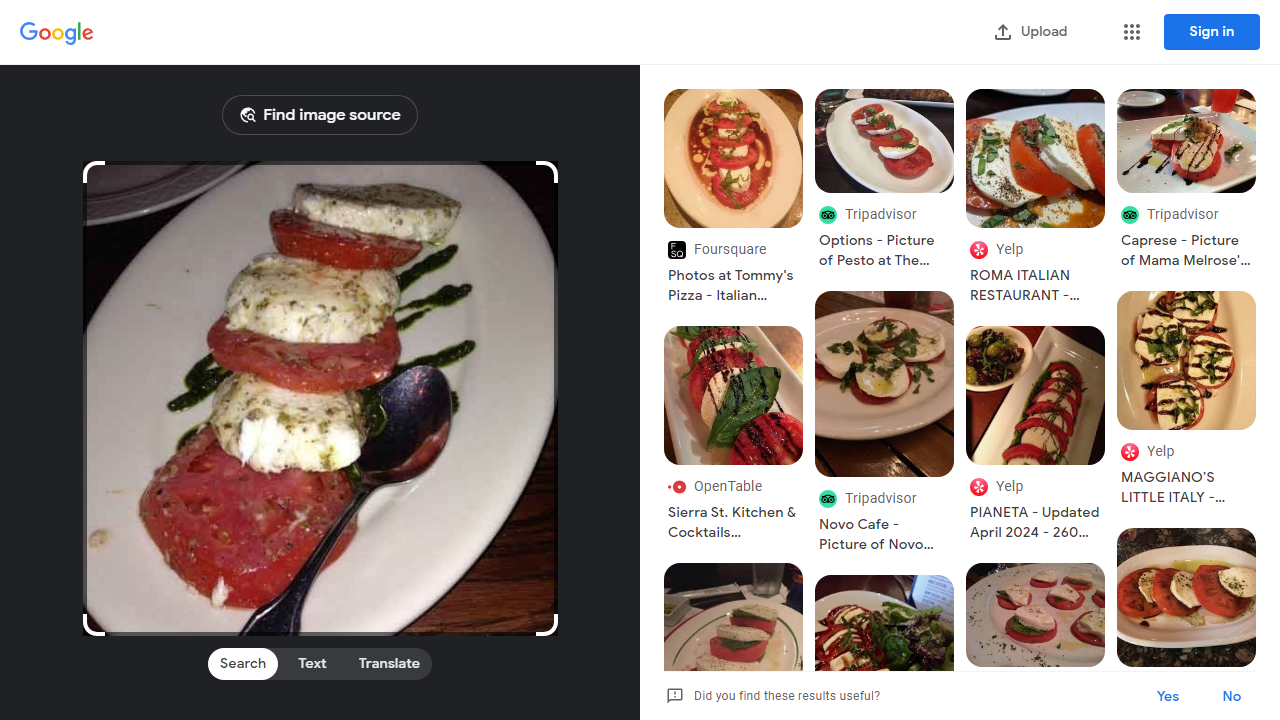 Google
Upload
Sign in
Find image source
Search
Text
Translate
Foursquare
Photos at Tommy's
Pizza - Italian...
Tripadvisor
Options - Picture
of Pesto at The...
Yelp
ROMA ITALIAN
RESTAURANT -...
Tripadvisor
Caprese - Picture
of Mama Melrose'...
OpenTable
Sierra St. Kitchen &
Cocktails...
Tripadvisor
Novo Cafe -
Picture of Novo...
Yelp
PIANETA - Updated
April 2024 - 260...
Yelp
MAGGIANO'S
LITTLE ITALY -...
Did you find these results useful?
Yes
No